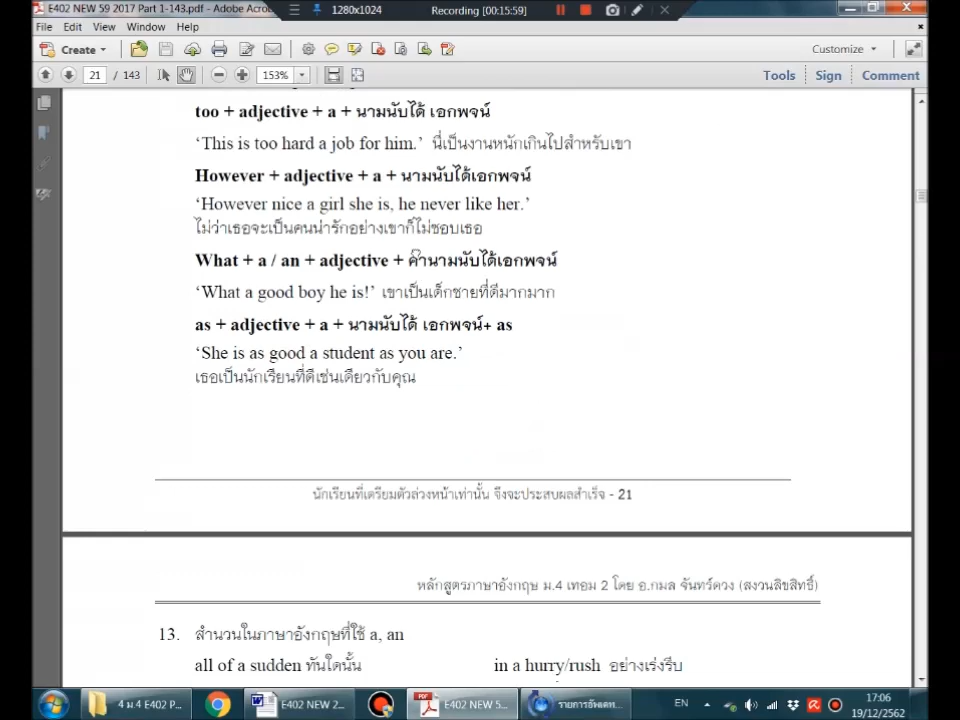 E402 NEW 59 2017 Part 1-143.pdf - Adobe Acro
1280x1024
Recording [00:15:59]
File Edit View Window Help
Create
Customize
21 / 143
153%
Tools Sign Comment
too + adjective + a + นามนับได้ เอกพจน์
‘This is too hard a job for him.’ นี่เป็นงานหนักเกินไปสำหรับเขา
However + adjective + a + นามนับได้เอกพจน์
‘However nice a girl she is, he never like her.’
ไม่ว่าเธอจะเป็นคนน่ารักอย่างเขาก็ไม่ชอบเธอ
What + a / an + adjective + คำนามนับได้เอกพจน์
‘What a good boy he is!’ เขาเป็นเด็กชายที่ดีมากมาก
as + adjective + a + นามนับได้ เอกพจน์+ as
‘She is as good a student as you are.’
เธอเป็นนักเรียนที่ดีเช่นเดียวกับคุณ
นักเรียนที่เตรียมตัวล่วงหน้าเท่านั้น จึงจะประสบผลสำเร็จ - 21
หลักสูตรภาษาอังกฤษ ม.4 เทอม 2 โดย อ.กมล จันทร์ดวง (สงวนลิขสิทธิ์)
13. สำนวนในภาษาอังกฤษที่ใช้ a, an
all of a sudden ทันใดนั้น in a hurry/rush อย่างเร่งรีบ
4 ม.4 E402 P...
E402 NEW 2...
E402 NEW 5...
รายการอัพเดท...
EN
17:06
19/12/2562